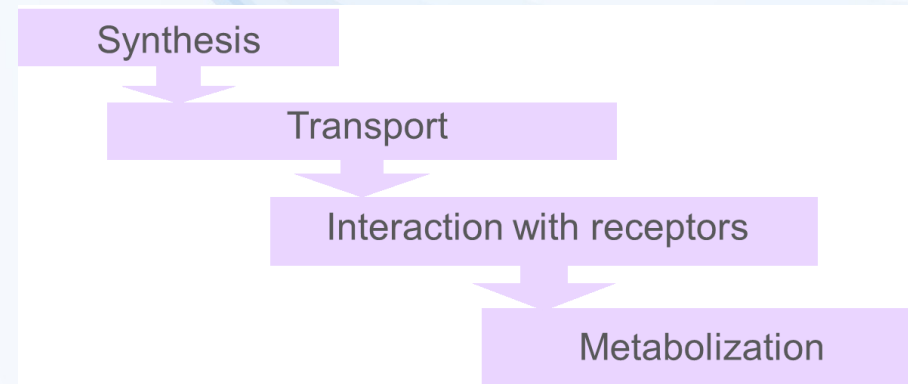 Synthesis
Transport
Interaction with receptors
Metabolization